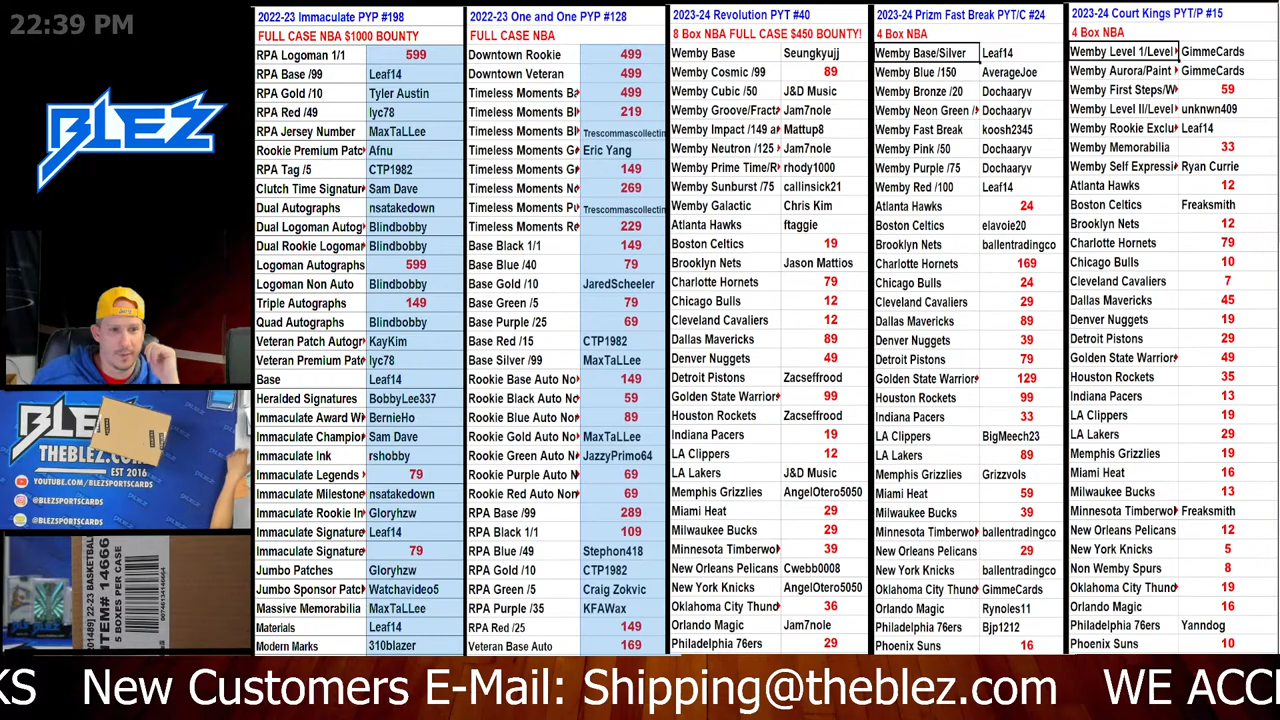 22:39 PM
BLEZ
BLEZ
THEBLEZ.COM
EST 2016
YOUTUBE.COM/BLEZSPORTSCARDS
@BLEZSPORTSCARDS
@BLEZSPORTSCARDS
ITEM# 14666
5 BOXES PER CASE
2022-23 Immaculate PYP #198
FULL CASE NBA $1000 BOUNTY
RPA Logoman 1/1 599
RPA Base /99 Leaf14
RPA Gold /10 Tyler Austin
RPA Red /49 lyc78
RPA Jersey Number MaxTaLLee
Rookie Premium Patc Afnu
RPA Tag /5 CTP1982
Clutch Time Signatur Sam Dave
Dual Autographs nsatakedown
Dual Logoman Autog Blindbobby
Dual Rookie Logoma Blindbobby
Logoman Autographs 599
Logoman Non Auto Blindbobby
Triple Autographs 149
Quad Autographs Blindbobby
Veteran Patch Autogr KayKim
Veteran Premium Pat lyc78
Base Leaf14
Heralded Signatures BobbyLee337
Immaculate Award W BernieHo
Immaculate Champio Sam Dave
Immaculate Ink rshobby
Immaculate Legends 79
Immaculate Milestone nsatakedown
Immaculate Rookie In Gloryhzw
Immaculate Signature Leaf14
Immaculate Signature 79
Jumbo Patches Gloryhzw
Jumbo Sponsor Patc Watchavideo5
Massive Memorabilia MaxTaLLee
Materials Leaf14
Modern Marks 310blazer
2022-23 One and One PYP #128
FULL CASE NBA
Downtown Rookie 499
Downtown Veteran 499
Timeless Moments Ba 499
Timeless Moments Bl 219
Timeless Moments Bl Trescommascollectin
Timeless Moments G Eric Yang
Timeless Moments G 149
Timeless Moments No 269
Timeless Moments Pu Trescommascollectin
Timeless Moments Re 229
Base Black 1/1 149
Base Blue /40 79
Base Gold /10 JaredScheeler
Base Green /5 79
Base Purple /25 69
Base Red /15 CTP1982
Base Silver /99 MaxTaLLee
Rookie Base Auto No 149
Rookie Black Auto No 59
Rookie Blue Auto No 89
Rookie Gold Auto No MaxTaLLee
Rookie Green Auto No JazzyPrimo64
Rookie Purple Auto N 69
Rookie Red Auto Non 69
RPA Base /99 289
RPA Black 1/1 109
RPA Blue /49 Stephon418
RPA Gold /10 CTP1982
RPA Green /5 Craig Zokvic
RPA Purple /35 KFAWax
RPA Red /25 149
Veteran Base Auto 169
2023-24 Revolution PYT #40
8 Box NBA FULL CASE $450 BOUNTY!
Wemby Base Seungkyujj
Wemby Cosmic /99 89
Wemby Cubic /50 J&D Music
Wemby Groove/Fract Jam7nole
Wemby Impact /149 a Mattup8
Wemby Neutron /125 Jam7nole
Wemby Prime Time/R rhody1000
Wemby Sunburst /75 callinsick21
Wemby Galactic Chris Kim
Atlanta Hawks ftaggie
Boston Celtics 19
Brooklyn Nets Jason Mattios
Charlotte Hornets 79
Chicago Bulls 12
Cleveland Cavaliers 12
Dallas Mavericks 89
Denver Nuggets 49
Detroit Pistons Zacseffrood
Golden State Warriors 99
Houston Rockets Zacseffrood
Indiana Pacers 19
LA Clippers 12
LA Lakers J&D Music
Memphis Grizzlies AngelOtero5050
Miami Heat 29
Milwaukee Bucks 29
Minnesota Timberwol 39
New Orleans Pelicans Cwebb0008
New York Knicks AngelOtero5050
Oklahoma City Thund 36
Orlando Magic Jam7nole
Philadelphia 76ers 29
2023-24 Prizm Fast Break PYT/C #24
4 Box NBA
Wemby Base/Silver Leaf14
Wemby Blue /150 AverageJoe
Wemby Bronze /20 Dochaaryv
Wemby Neon Green / Dochaaryv
Wemby Fast Break koosh2345
Wemby Pink /50 Dochaaryv
Wemby Purple /75 Dochaaryv
Wemby Red /100 Leaf14
Atlanta Hawks 24
Boston Celtics elavoie20
Brooklyn Nets ballentradingco
Charlotte Hornets 169
Chicago Bulls 24
Cleveland Cavaliers 29
Dallas Mavericks 89
Denver Nuggets 39
Detroit Pistons 79
Golden State Warriors 129
Houston Rockets 99
Indiana Pacers 33
LA Clippers BigMeech23
LA Lakers 89
Memphis Grizzlies Grizzvols
Miami Heat 59
Milwaukee Bucks 39
Minnesota Timberwo ballentradingco
New Orleans Pelicans 29
New York Knicks ballentradingco
Oklahoma City Thund GimmeCards
Orlando Magic Rynoles11
Philadelphia 76ers Bjp1212
Phoenix Suns 16
2023-24 Court Kings PYT/P #15
4 Box NBA
Wemby Level 1/Level GimmeCards
Wemby Aurora/Paint GimmeCards
Wemby First Steps/W 59
Wemby Level II/Level unknwn409
Wemby Rookie Exclu Leaf14
Wemby Memorabilia 33
Wemby Self Expressi Ryan Currie
Atlanta Hawks 12
Boston Celtics Freaksmith
Brooklyn Nets 12
Charlotte Hornets 79
Chicago Bulls 10
Cleveland Cavaliers 7
Dallas Mavericks 45
Denver Nuggets 19
Detroit Pistons 29
Golden State Warriors 49
Houston Rockets 35
Indiana Pacers 13
LA Clippers 19
LA Lakers 29
Memphis Grizzlies 19
Miami Heat 16
Milwaukee Bucks 13
Minnesota Timberwo Freaksmith
New Orleans Pelicans 12
New York Knicks 5
Non Wemby Spurs 8
Oklahoma City Thund 19
Orlando Magic 16
Philadelphia 76ers Yanndog
Phoenix Suns 10
KS New Customers E-Mail: Shipping@theblez.com WE ACC